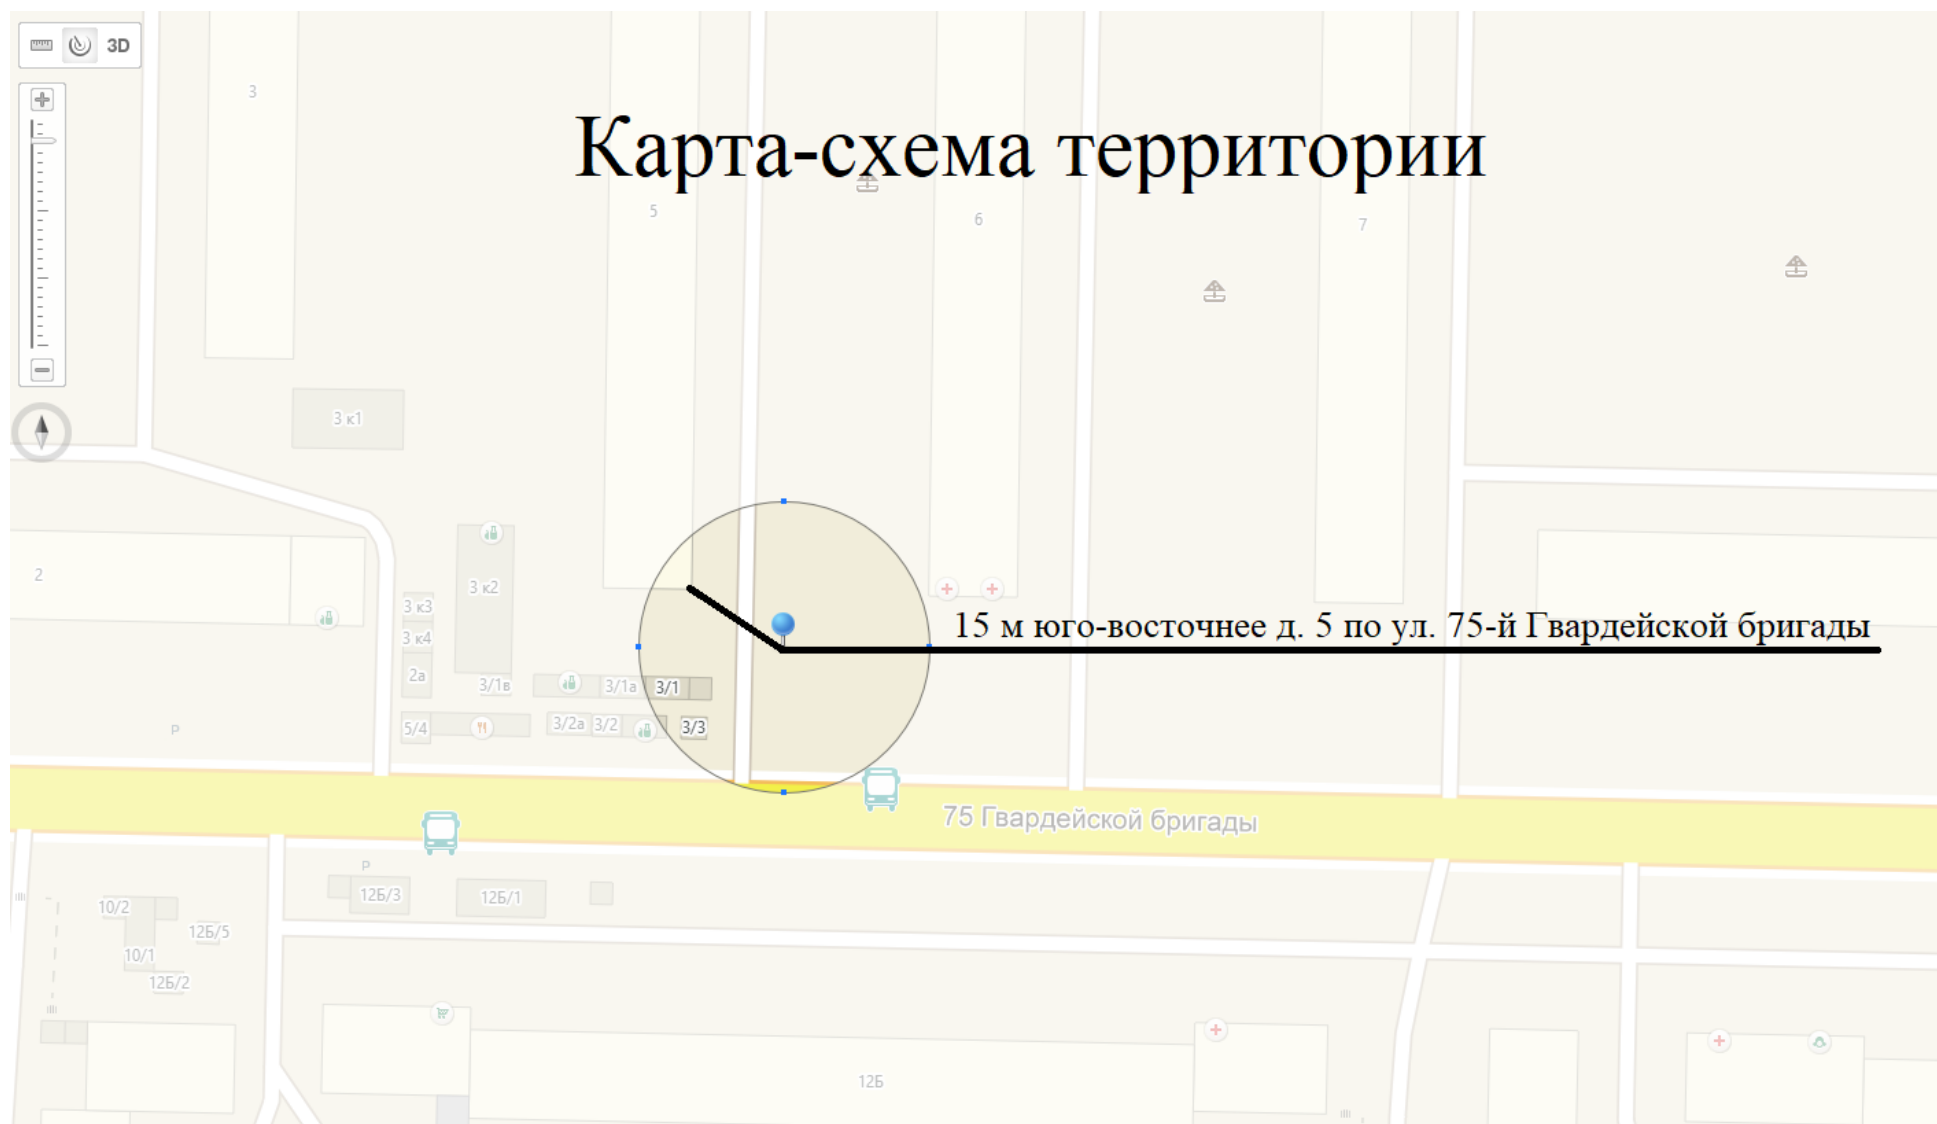 3D
3
Карта-схема территории
5
6
7
3 к1
2
3 к2
3 к3
3 к4
15 м юго-восточнее д. 5 по ул. 75-й Гвардейской бригады
2а
3/1в
3/1а
3/1
5/4
3/2а
3/2
3/3
P
75 Гвардейской бригады
P
12Б/3
12Б/1
10/2
12Б/5
10/1
12Б/2
12Б